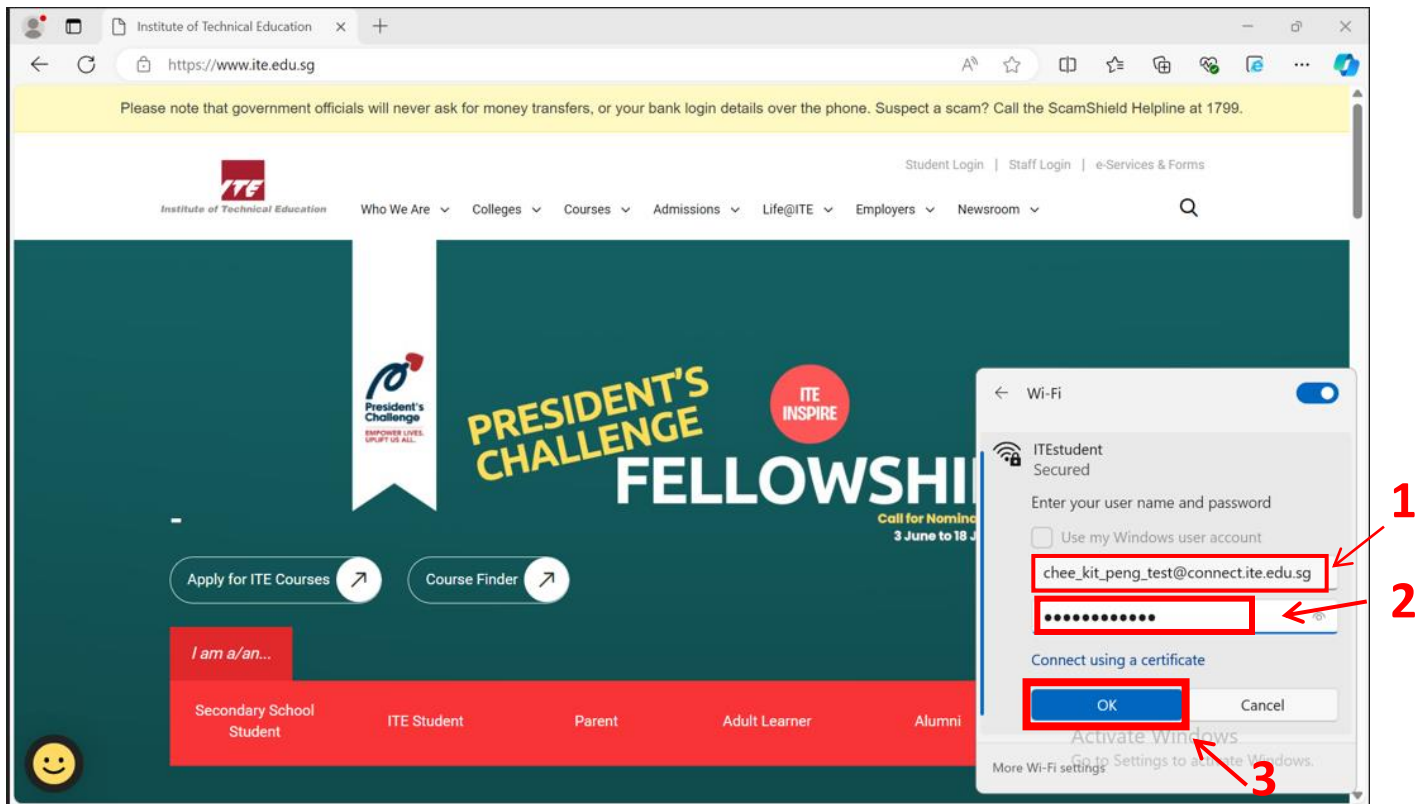 Institute of Technical Education
https://www.ite.edu.sg
Please note that government officials will never ask for money transfers, or your bank login details over the phone. Suspect a scam? Call the ScamShield Helpline at 1799.
Student Login | Staff Login | e-Services & Forms
ITE
Institute of Technical Education
Who We Are Colleges Courses Admissions Life@ITE Employers Newsroom
President's
Challenge
EMPOWER LIVES.
UPLIFT US ALL.
PRESIDENT'S
CHALLENGE
ITE
INSPIRE
FELLOWSHI
Call for Nomina
3 June to 18 J
-
Apply for ITE Courses
Course Finder
I am a/an...
Secondary School
Student
ITE Student
Parent
Adult Learner
Alumni
Wi-Fi
ITEstudent
Secured
Enter your user name and password
Use my Windows user account
chee_kit_peng_test@connect.ite.edu.sg
••••••••••••
Connect using a certificate
OK
Cancel
Activate Windows
Go to Settings to activate Windows.
More Wi-Fi settings
1
2
3